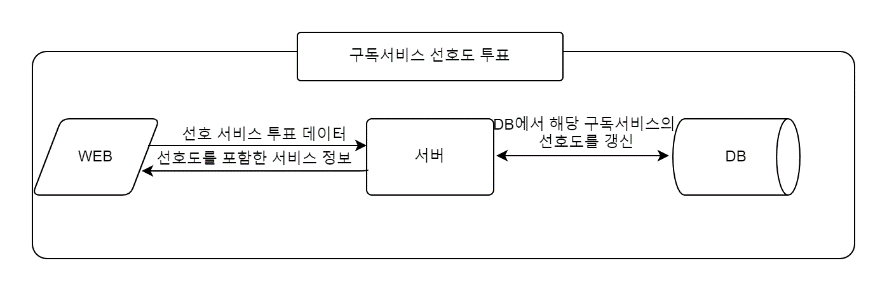 구독서비스 선호도 투표
선호 서비스 투표 데이터
선호도를 포함한 서비스 정보
WEB
서버
DB에서 해당 구독서비스의
선호도를 갱신
DB